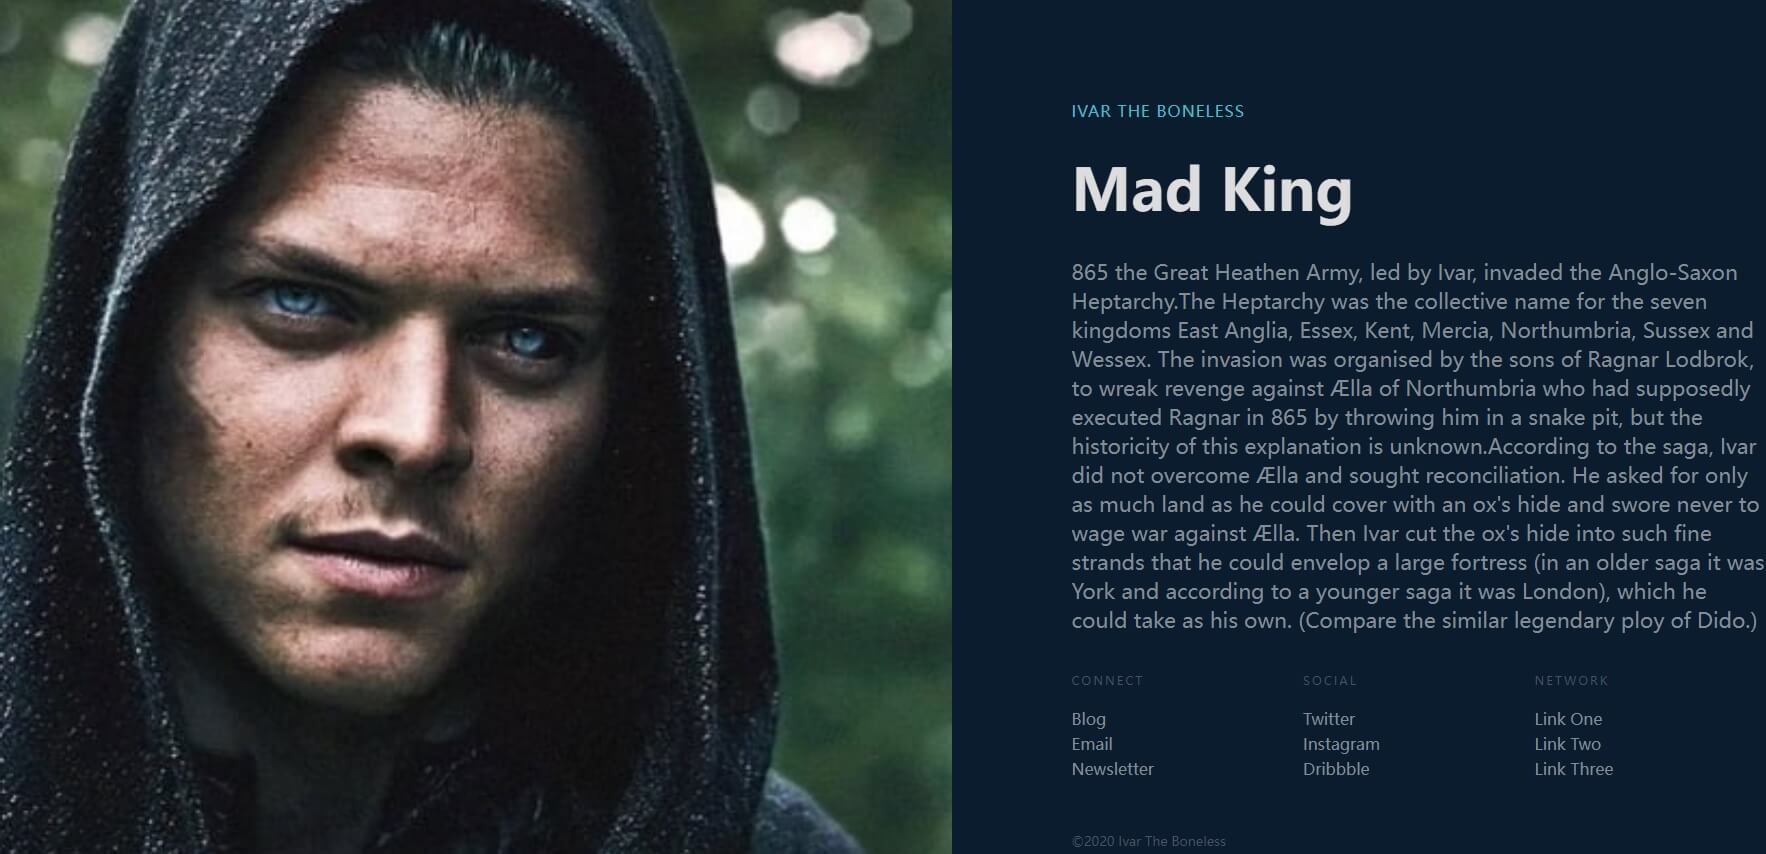 IVAR THE BONELESS
Mad King
865 the Great Heathen Army, led by Ivar, invaded the Anglo-Saxon
Heptarchy.The Heptarchy was the collective name for the seven
kingdoms East Anglia, Essex, Kent, Mercia, Northumbria, Sussex and
Wessex. The invasion was organised by the sons of Ragnar Lodbrok,
to wreak revenge against Ælla of Northumbria who had supposedly
executed Ragnar in 865 by throwing him in a snake pit, but the
historicity of this explanation is unknown.According to the saga, Ivar
did not overcome Ælla and sought reconciliation. He asked for only
as much land as he could cover with an ox's hide and swore never to
wage war against Ælla. Then Ivar cut the ox's hide into such fine
strands that he could envelop a large fortress (in an older saga it was
York and according to a younger saga it was London), which he
could take as his own. (Compare the similar legendary ploy of Dido.)
CONNECT
Blog
Email
Newsletter
SOCIAL
Twitter
Instagram
Dribbble
NETWORK
Link One
Link Two
Link Three
©2020 Ivar The Boneless